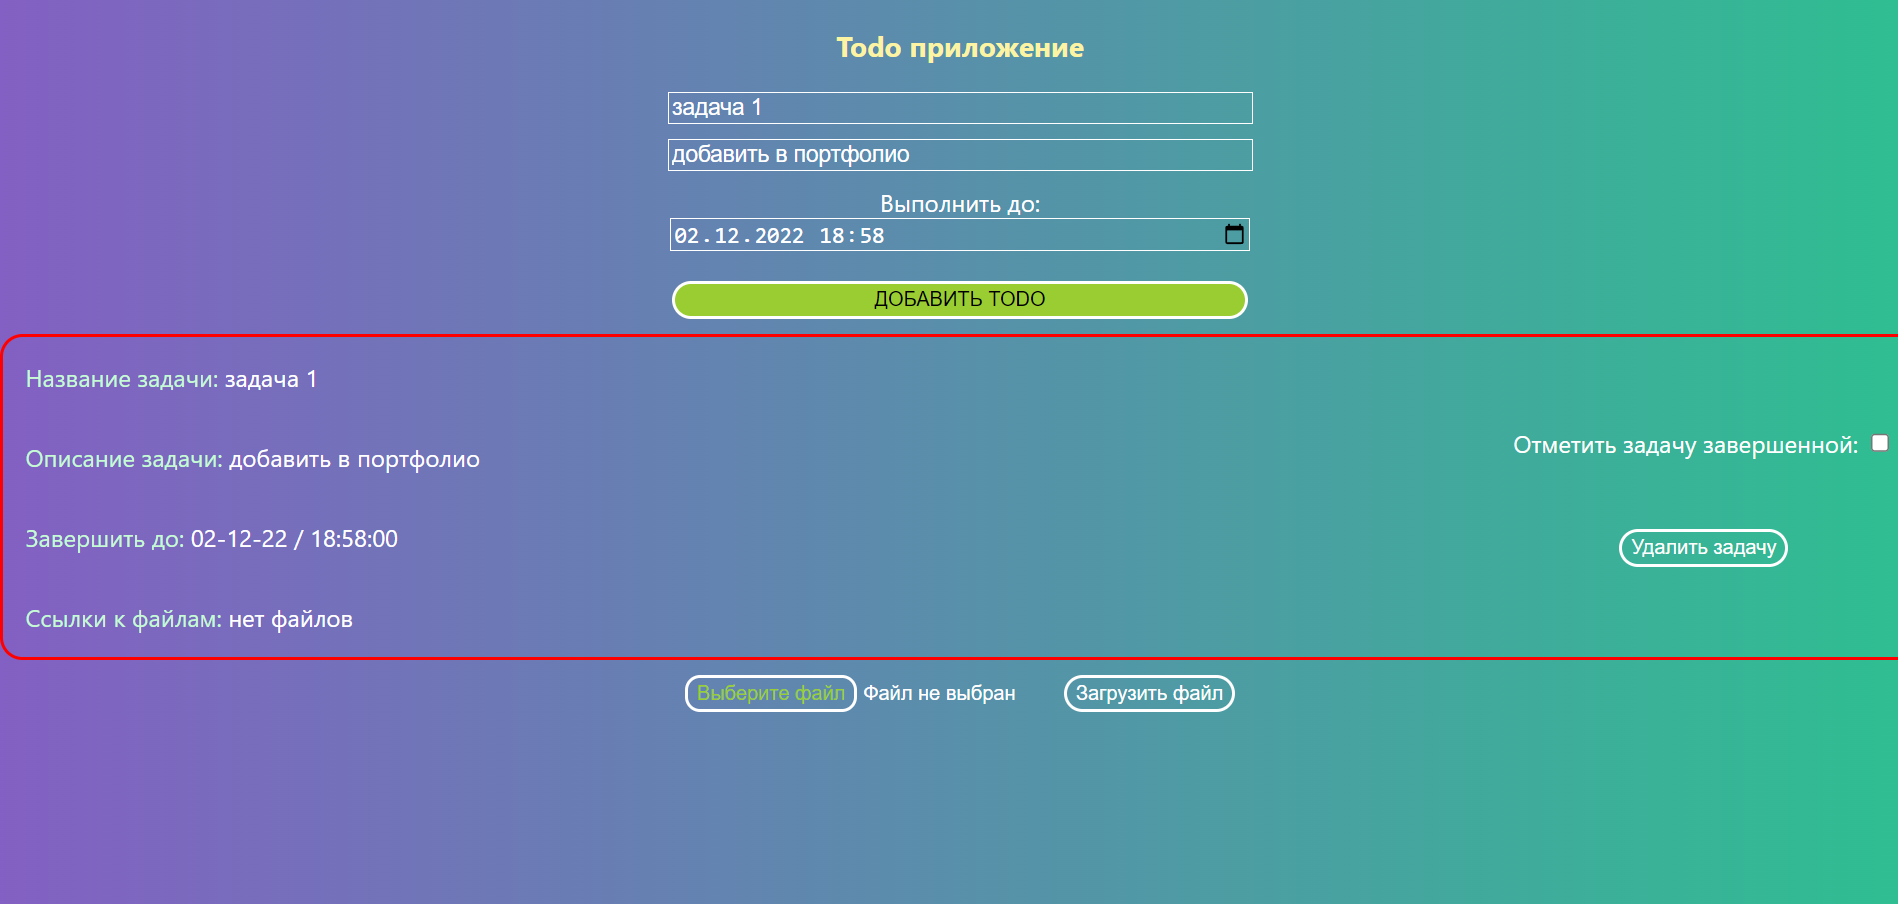 Todo приложение
задача 1
добавить в портфолио
Выполнить до:
02.12.2022 18:58
ДОБАВИТЬ TODO
Название задачи: задача 1
Описание задачи: добавить в портфолио
Отметить задачу завершенной:
Завершить до: 02-12-22 / 18:58:00
Удалить задачу
Ссылки к файлам: нет файлов
Выберите файл Файл не выбран Загрузить файл